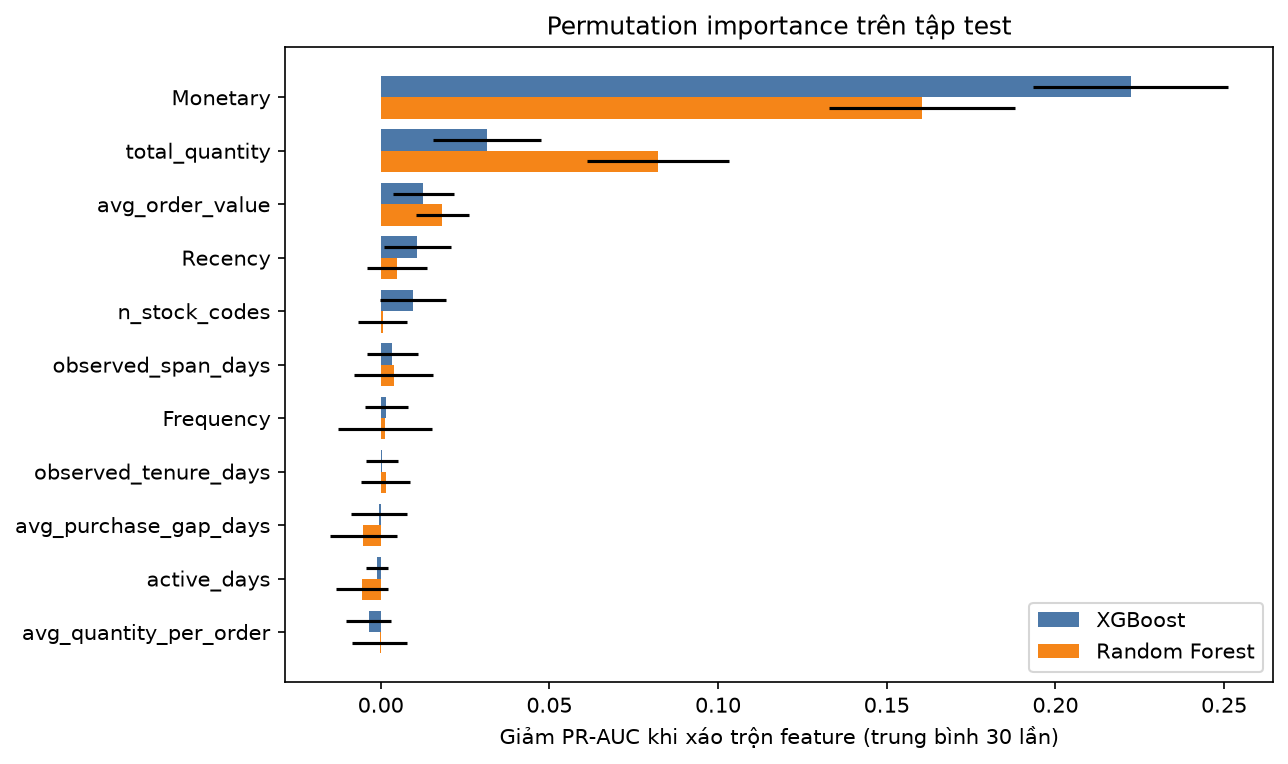 Permutation importance trên tập test
Monetary
total_quantity
avg_order_value
Recency
n_stock_codes
observed_span_days
Frequency
observed_tenure_days
avg_purchase_gap_days
active_days
avg_quantity_per_order
XGBoost
Random Forest
0.00 0.05 0.10 0.15 0.20 0.25
Giảm PR-AUC khi xáo trộn feature (trung bình 30 lần)